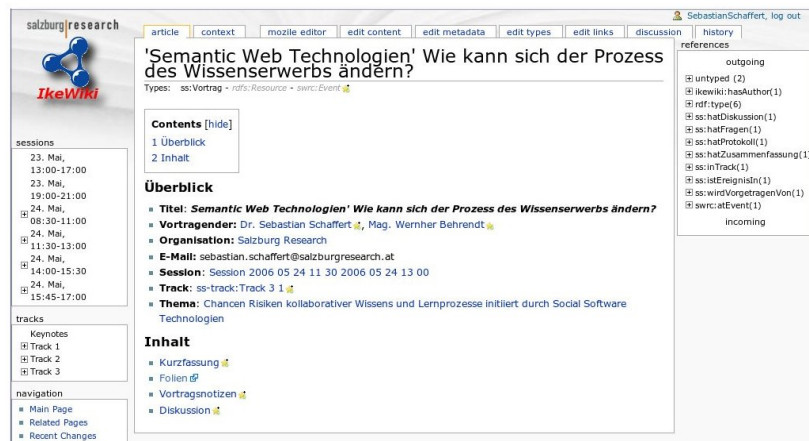 salzburg|research
IkeWiki
SebastianSchaffert, log out
article
context
mozile editor
edit content
edit metadata
edit types
edit links
discussion
history
sessions
23. Mai,
13:00-17:00
23. Mai,
19:00-21:00
24. Mai,
08:30-11:00
24. Mai,
11:30-13:00
24. Mai,
14:00-15:30
24. Mai,
15:45-17:00
tracks
Keynotes
Track 1
Track 2
Track 3
navigation
Main Page
Related Pages
Recent Changes
'Semantic Web Technologien' Wie kann sich der Prozess
des Wissenserwerbs ändern?
Types: ss:Vortrag - rdfs:Resource - swrc:Event
Contents [hide]
1 Überblick
2 Inhalt
Überblick
Titel: Semantic Web Technologien' Wie kann sich der Prozess des Wissenserwerbs ändern?
Vortragender: Dr. Sebastian Schaffert, Mag. Wernher Behrendt
Organisation: Salzburg Research
E-Mail: sebastian.schaffert@salzburgresearch.at
Session: Session 2006 05 24 11 30 2006 05 24 13 00
Track: ss-track:Track 3 1
Thema: Chancen Risiken kollaborativer Wissens und Lernprozesse initiiert durch Social Software
Technologien
Inhalt
Kurzfassung
Folien
Vortragsnotizen
Diskussion
references
outgoing
untyped (2)
ikewiki:hasAuthor(1)
rdf:type(6)
ss:hatDiskussion(1)
ss:hatFragen(1)
ss:hatProtokoll(1)
ss:hatZusammenfassung(1)
ss:inTrack(1)
ss:istEreignisIn(1)
ss:wirdVorgetragenVon(1)
swrc:atEvent(1)
incoming